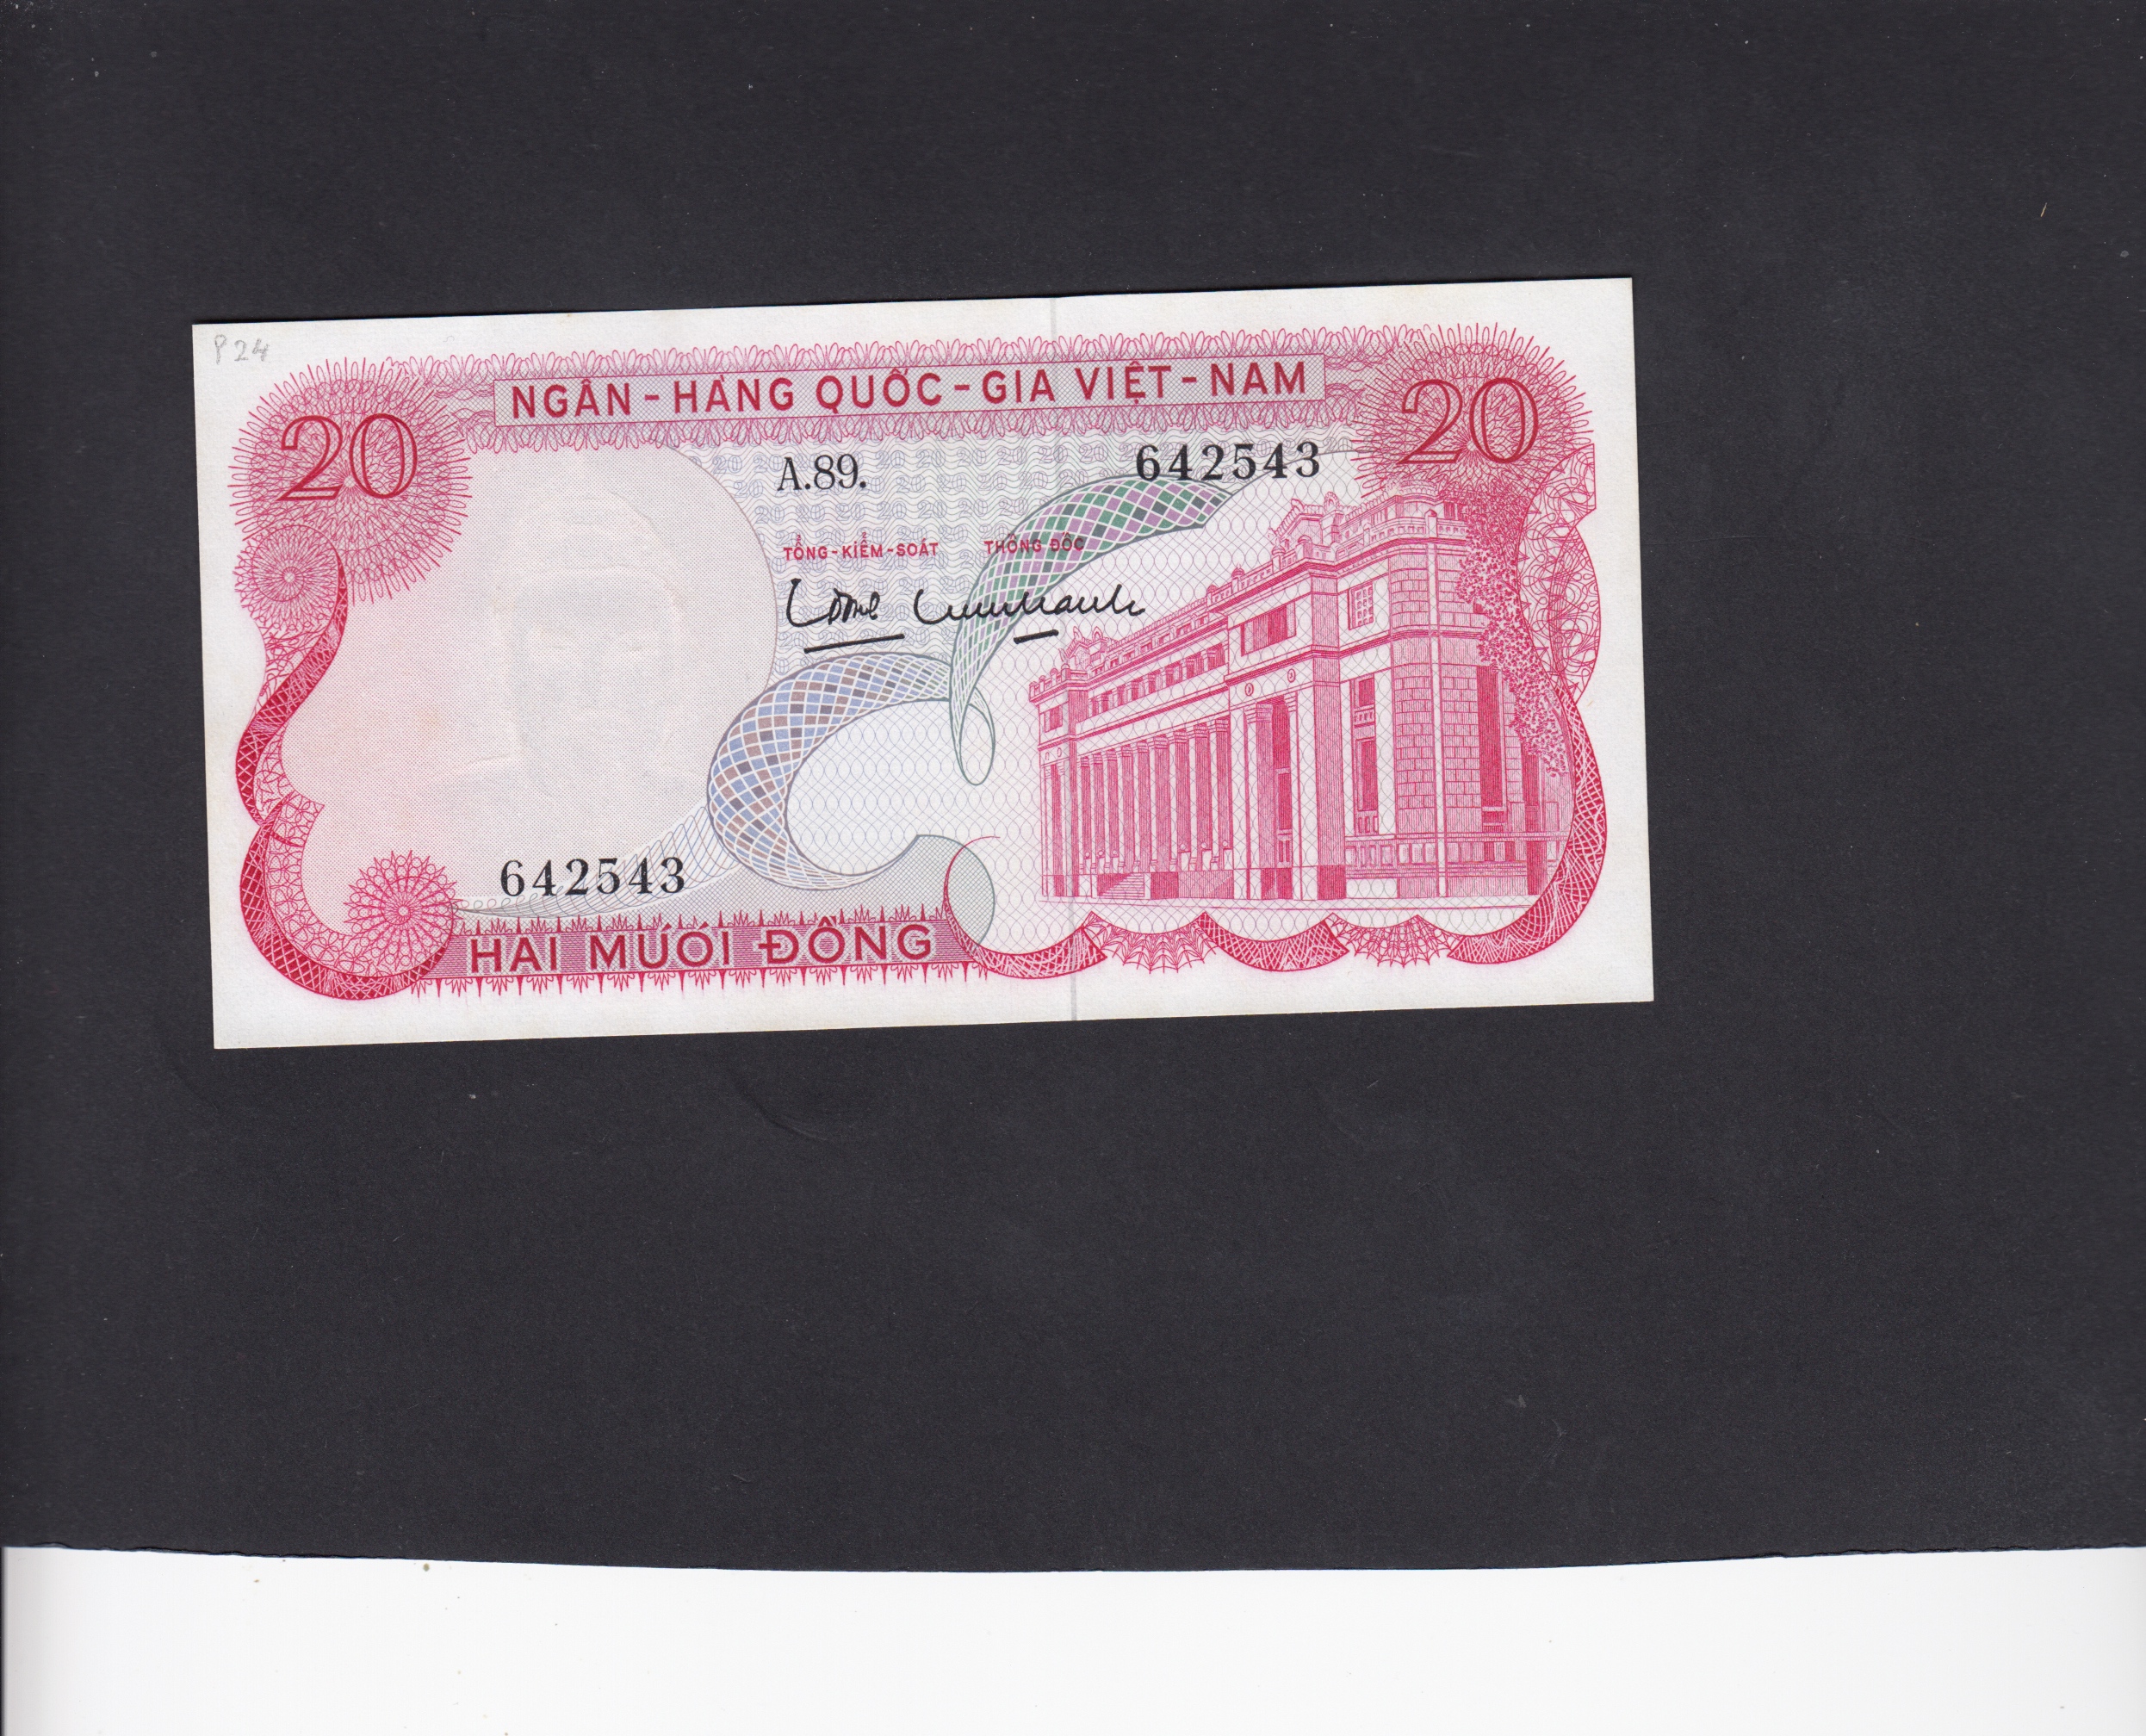 P24
NGÂN-HÀNG QUỐC-GIA VIỆT-NAM
20
20
A.89.
642543
TỔNG-KIỂM-SOÁT THỐNG ĐỐC
642543
HAI MƯƠI ĐỒNG